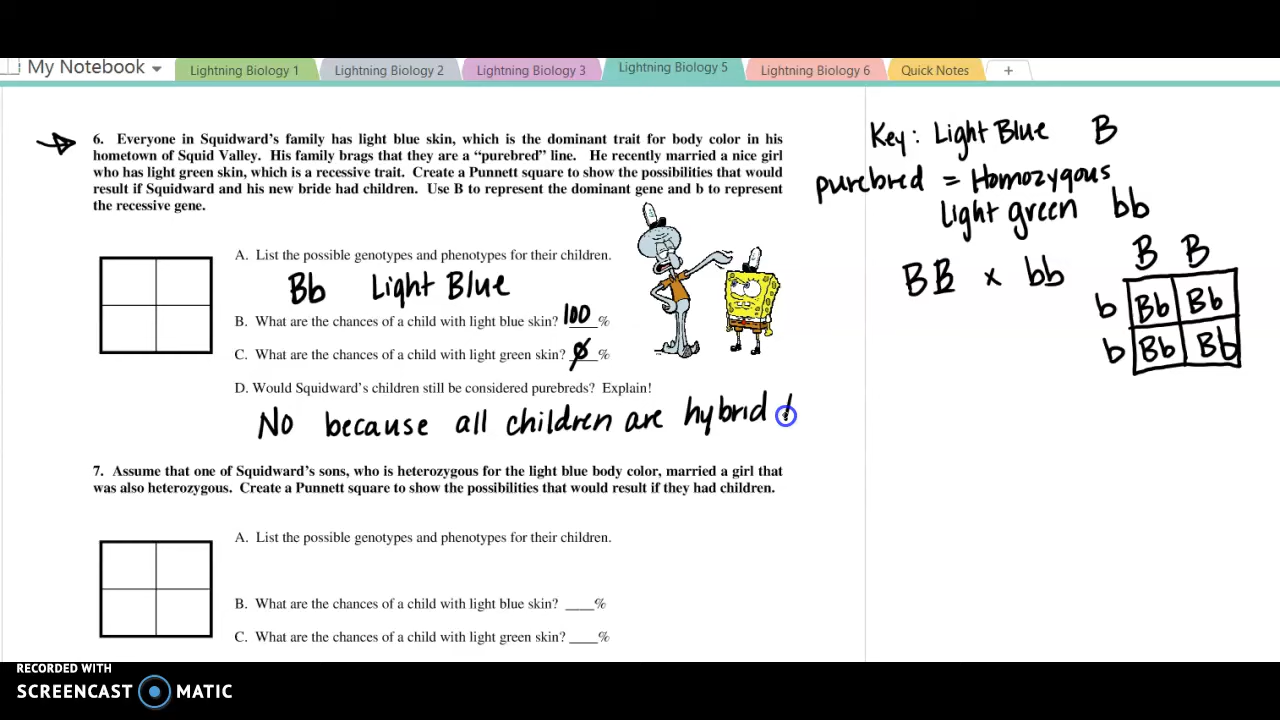 My Notebook
Lightning Biology 1
Lightning Biology 2
Lightning Biology 3
Lightning Biology 5
Lightning Biology 6
Quick Notes
+
6. Everyone in Squidward's family has light blue skin, which is the dominant trait for body color in his
hometown of Squid Valley. His family brags that they are a "purebred" line. He recently married a nice girl
who has light green skin, which is a recessive trait. Create a Punnett square to show the possibilities that would
result if Squidward and his new bride had children. Use B to represent the dominant gene and b to represent
the recessive gene.
A. List the possible genotypes and phenotypes for their children.
Bb Light Blue
B. What are the chances of a child with light blue skin? 100 %
C. What are the chances of a child with light green skin? 0 %
D. Would Squidward's children still be considered purebreds? Explain!
No because all children are hybrid!
7. Assume that one of Squidward's sons, who is heterozygous for the light blue body color, married a girl that
was also heterozygous. Create a Punnett square to show the possibilities that would result if they had children.
A. List the possible genotypes and phenotypes for their children.
B. What are the chances of a child with light blue skin? ____%
C. What are the chances of a child with light green skin? ____%
Key: Light Blue B
purebred = Homozygous
light green bb
BB x bb
B B
b Bb Bb
b Bb Bb
RECORDED WITH
SCREENCAST MATIC